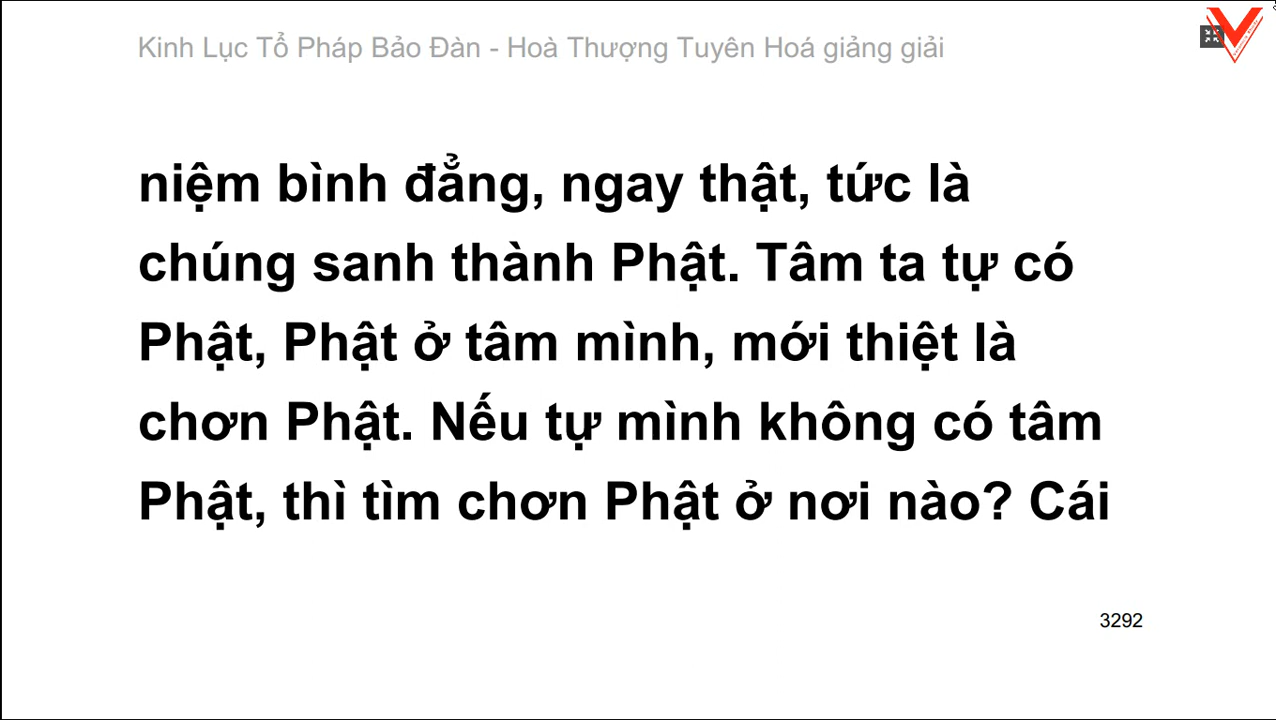 Kinh Lục Tổ Pháp Bảo Đàn - Hoà Thượng Tuyên Hoá giảng giải
niệm bình đẳng, ngay thật, tức là
chúng sanh thành Phật. Tâm ta tự có
Phật, Phật ở tâm mình, mới thiệt là
chơn Phật. Nếu tự mình không có tâm
Phật, thì tìm chơn Phật ở nơi nào? Cái
3292